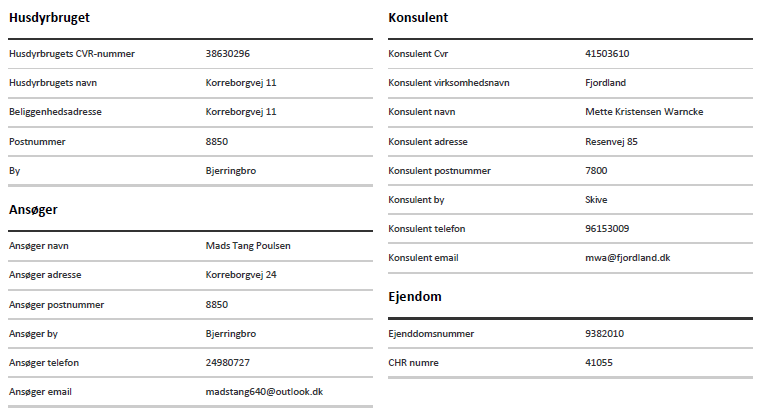 Husdyrbruget
Husdyrbrugets CVR-nummer 38630296
Husdyrbrugets navn Korreborgvej 11
Beliggenhedsadresse Korreborgvej 11
Postnummer 8850
By Bjerringbro
Ansøger
Ansøger navn Mads Tang Poulsen
Ansøger adresse Korreborgvej 24
Ansøger postnummer 8850
Ansøger by Bjerringbro
Ansøger telefon 24980727
Ansøger email madstang640@outlook.dk
Konsulent
Konsulent Cvr 41503610
Konsulent virksomhedsnavn Fjordland
Konsulent navn Mette Kristensen Warncke
Konsulent adresse Resenvej 85
Konsulent postnummer 7800
Konsulent by Skive
Konsulent telefon 96153009
Konsulent email mwa@fjordland.dk
Ejendom
Ejenddomsnummer 9382010
CHR numre 41055